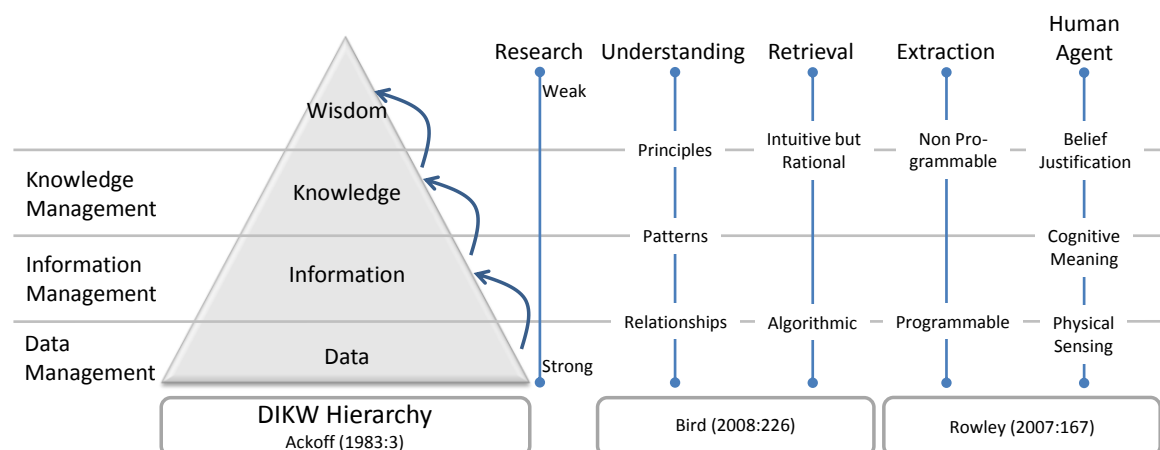 Research
Understanding
Retrieval
Extraction
Human
Agent
Weak
Wisdom
Principles
Intuitive but
Rational
Non Pro-
grammable
Belief
Justification
Knowledge
Management
Knowledge
Patterns
Cognitive
Meaning
Information
Management
Information
Relationships
Algorithmic
Programmable
Physical
Sensing
Data
Management
Data
Strong
DIKW Hierarchy
Ackoff (1983:3)
Bird (2008:226)
Rowley (2007:167)